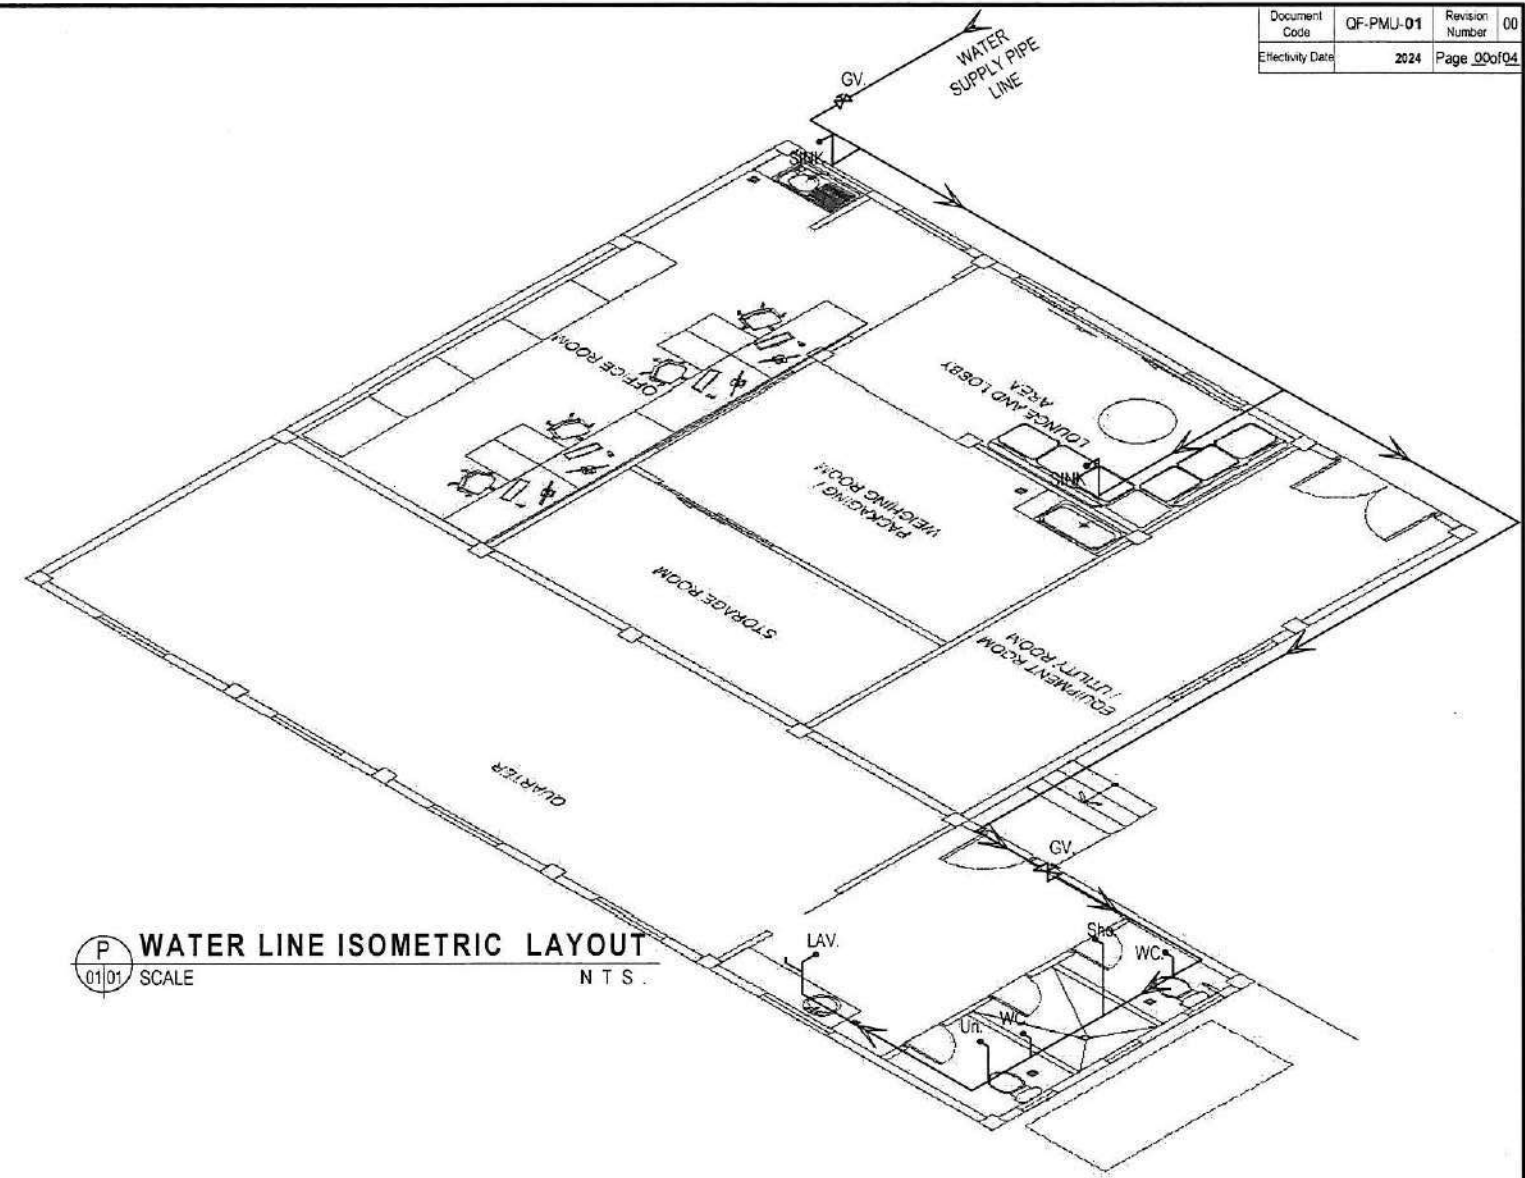 Document
Code
QF-PMU-01
Revision
Number
00
Effectivity Date
2024
Page 00of04
WATER
SUPPLY PIPE
LINE
GV.
SINK
OFFICE ROOM
LOUNGE AND LOBBY
AREA
SINK
PACKAGING /
WEIGHING ROOM
STORAGE ROOM
EQUIPMENT ROOM
/ UTILITY ROOM
QUARTER
GV.
LAV.
Sho.
WC.
Uri.
WC.
P
01 01
WATER LINE ISOMETRIC LAYOUT
SCALE
N T S .